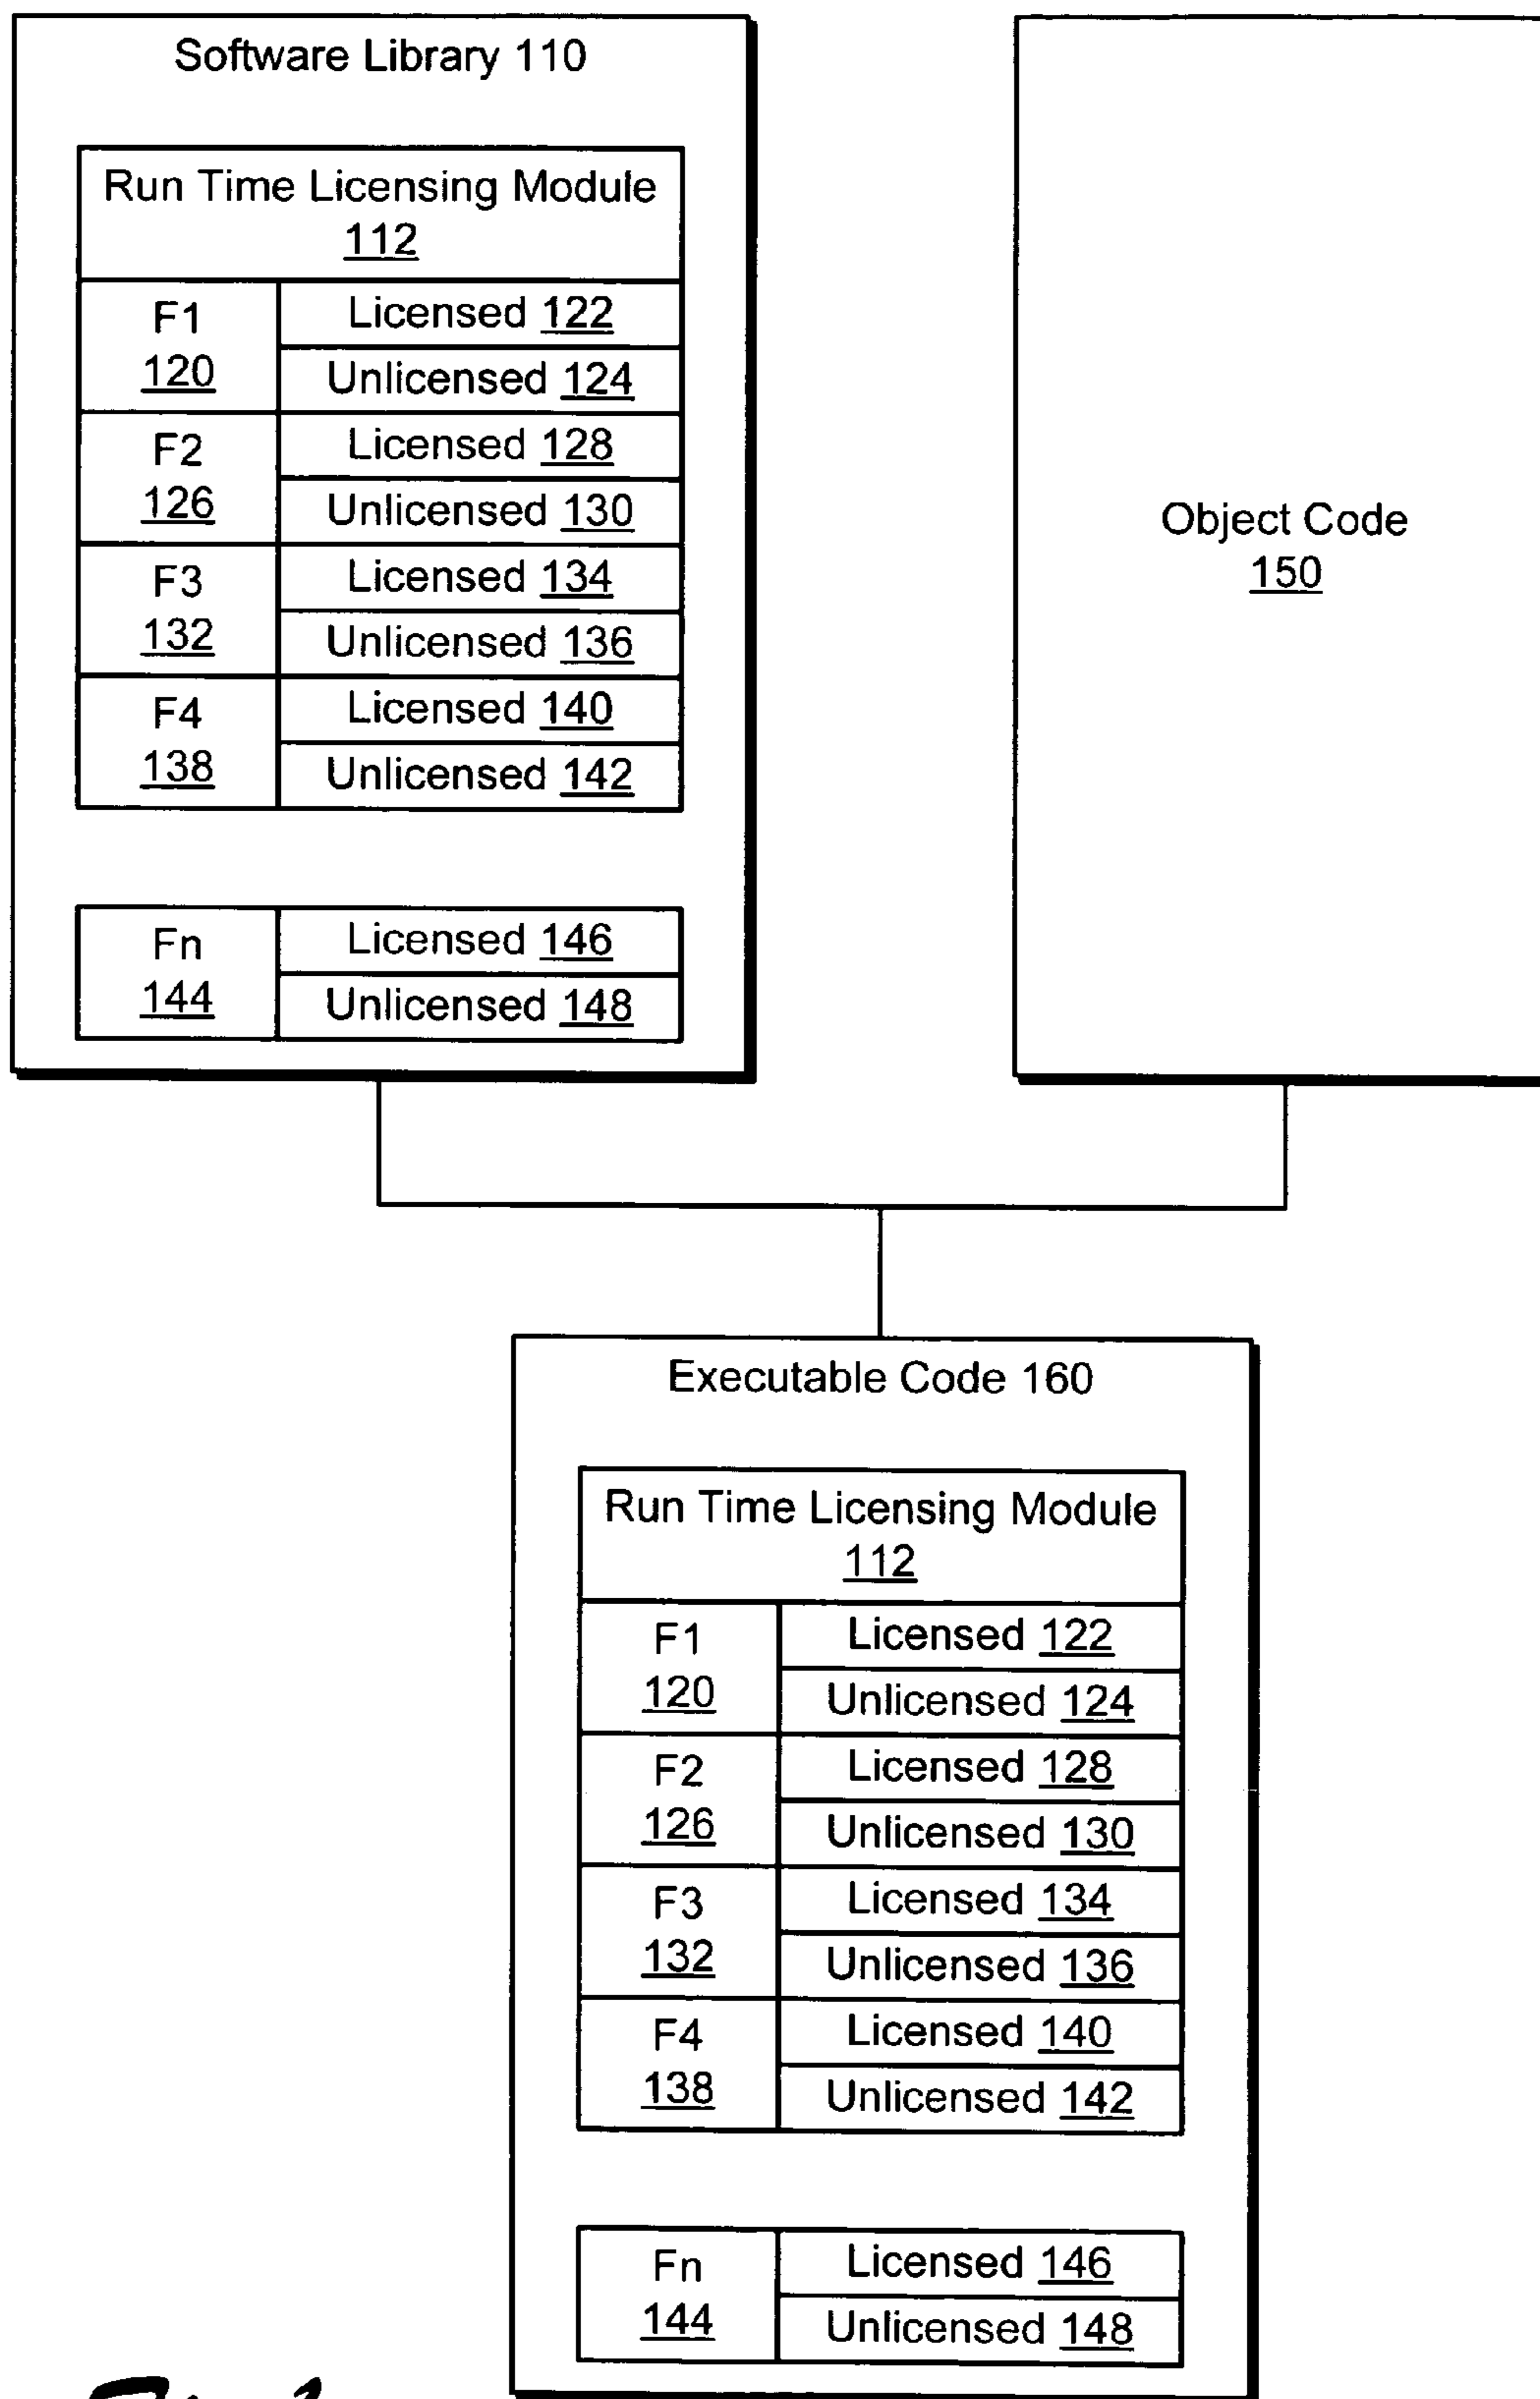 Software Library 110
Run Time Licensing Module
112
F1
120
Licensed 122
Unlicensed 124
F2
126
Licensed 128
Unlicensed 130
F3
132
Licensed 134
Unlicensed 136
F4
138
Licensed 140
Unlicensed 142
Fn
144
Licensed 146
Unlicensed 148
Object Code
150
Executable Code 160
Run Time Licensing Module
112
F1
120
Licensed 122
Unlicensed 124
F2
126
Licensed 128
Unlicensed 130
F3
132
Licensed 134
Unlicensed 136
F4
138
Licensed 140
Unlicensed 142
Fn
144
Licensed 146
Unlicensed 148